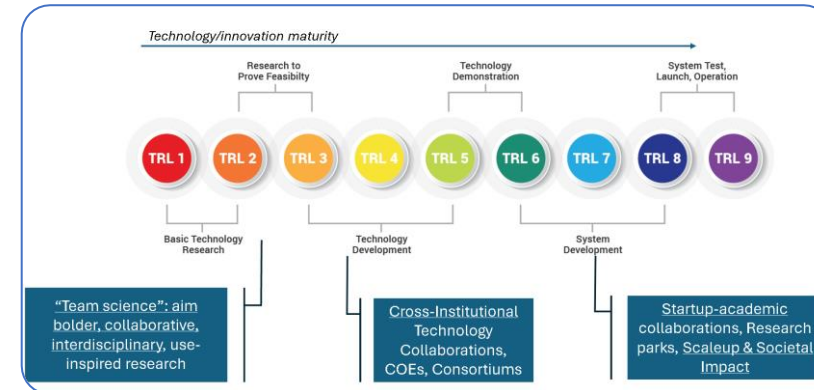 Technology/innovation maturity
Research to
Prove Feasibilty
Technology
Demonstration
System Test,
Launch, Operation
TRL 1
TRL 2
TRL 3
TRL 4
TRL 5
TRL 6
TRL 7
TRL 8
TRL 9
Basic Technology
Research
Technology
Development
System
Development
“Team science”: aim
bolder, collaborative,
interdisciplinary, use-
inspired research
Cross-Institutional
Technology
Collaborations,
COEs, Consortiums
Startup-academic
collaborations, Research
parks, Scaleup & Societal
Impact